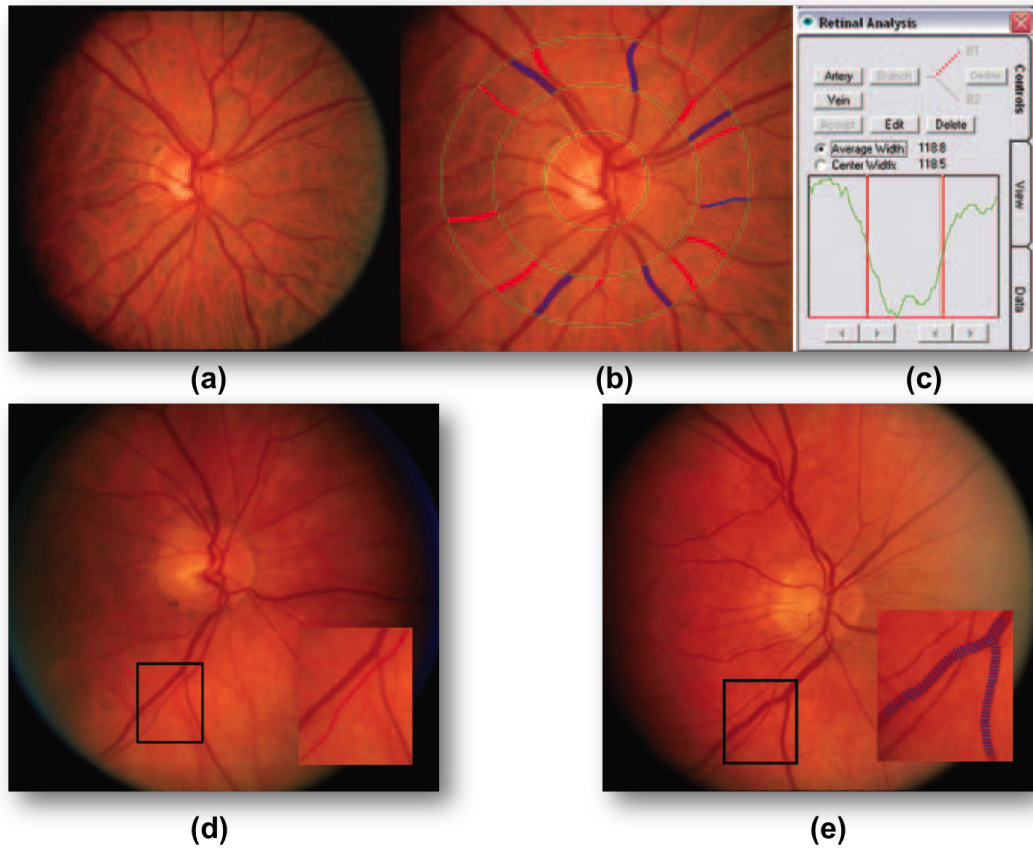 Retinal Analysis
B1
Artery
Branch
Decline
Vein
B2
Accept
Edit
Delete
Average Width: 118.8
Center Width: 118.5
Controls
View
Data
(a)
(b)
(c)
(d)
(e)